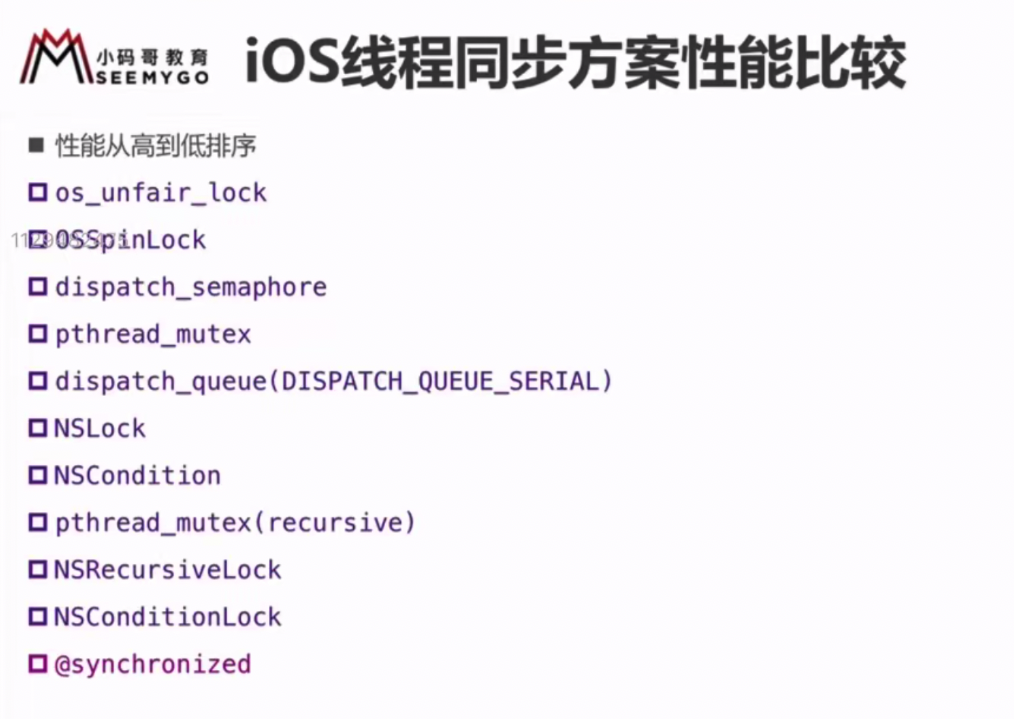 小码哥教育
SEEMYGO
iOS线程同步方案性能比较
性能从高到低排序
os_unfair_lock
OSSpinLock
dispatch_semaphore
pthread_mutex
dispatch_queue(DISPATCH_QUEUE_SERIAL)
NSLock
NSCondition
pthread_mutex(recursive)
NSRecursiveLock
NSConditionLock
@synchronized